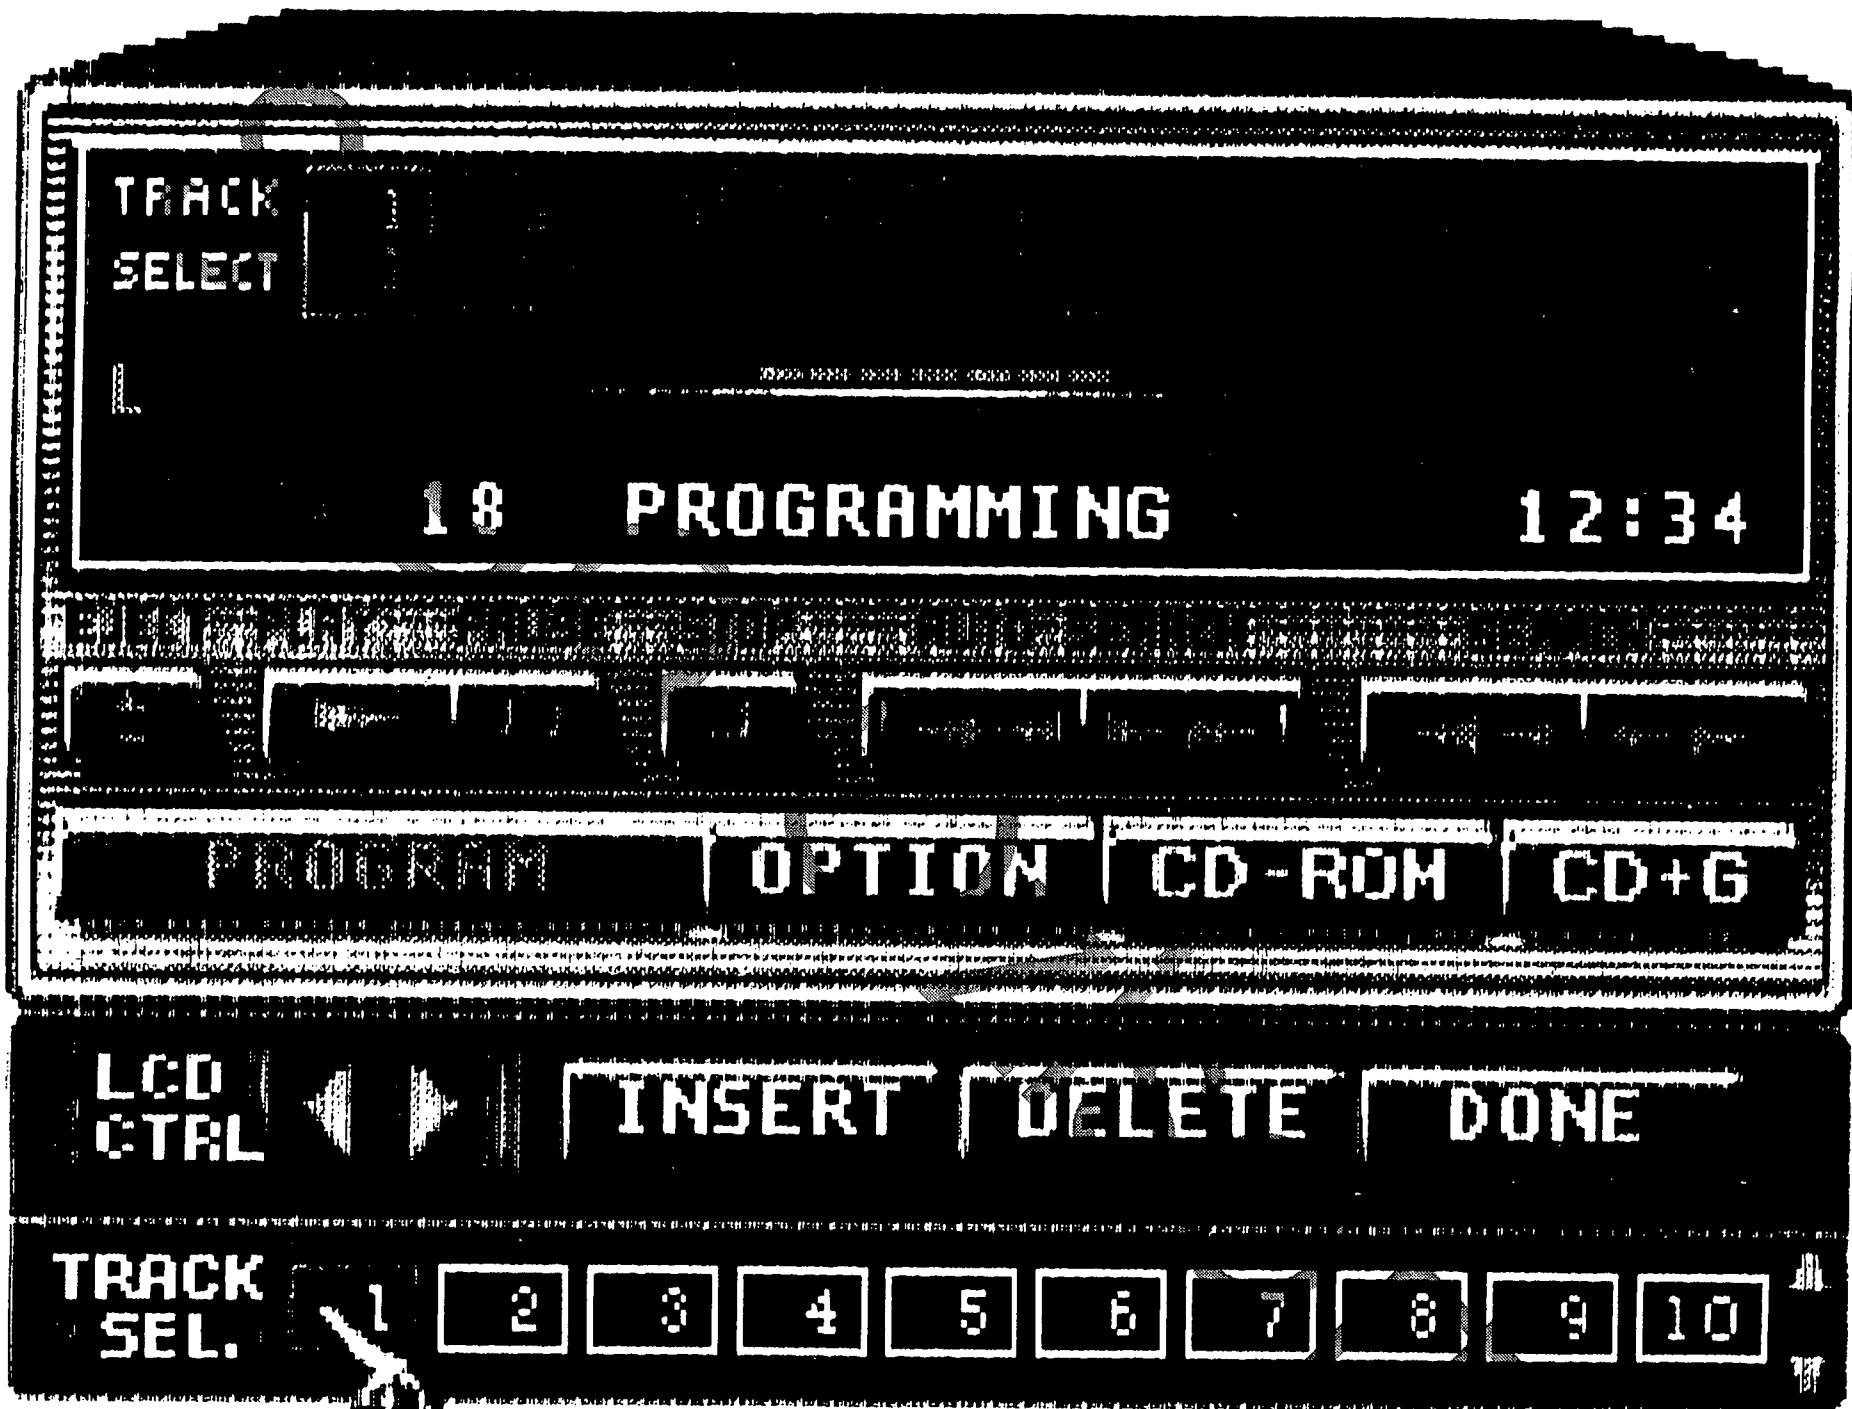 TRACK 1
SELECT
L
18 PROGRAMMING 12:34
PROGRAM OPTION CD-ROM CD+G
LCD
CTRL
INSERT DELETE DONE
TRACK
SEL.
1 2 3 4 5 6 7 8 9 10